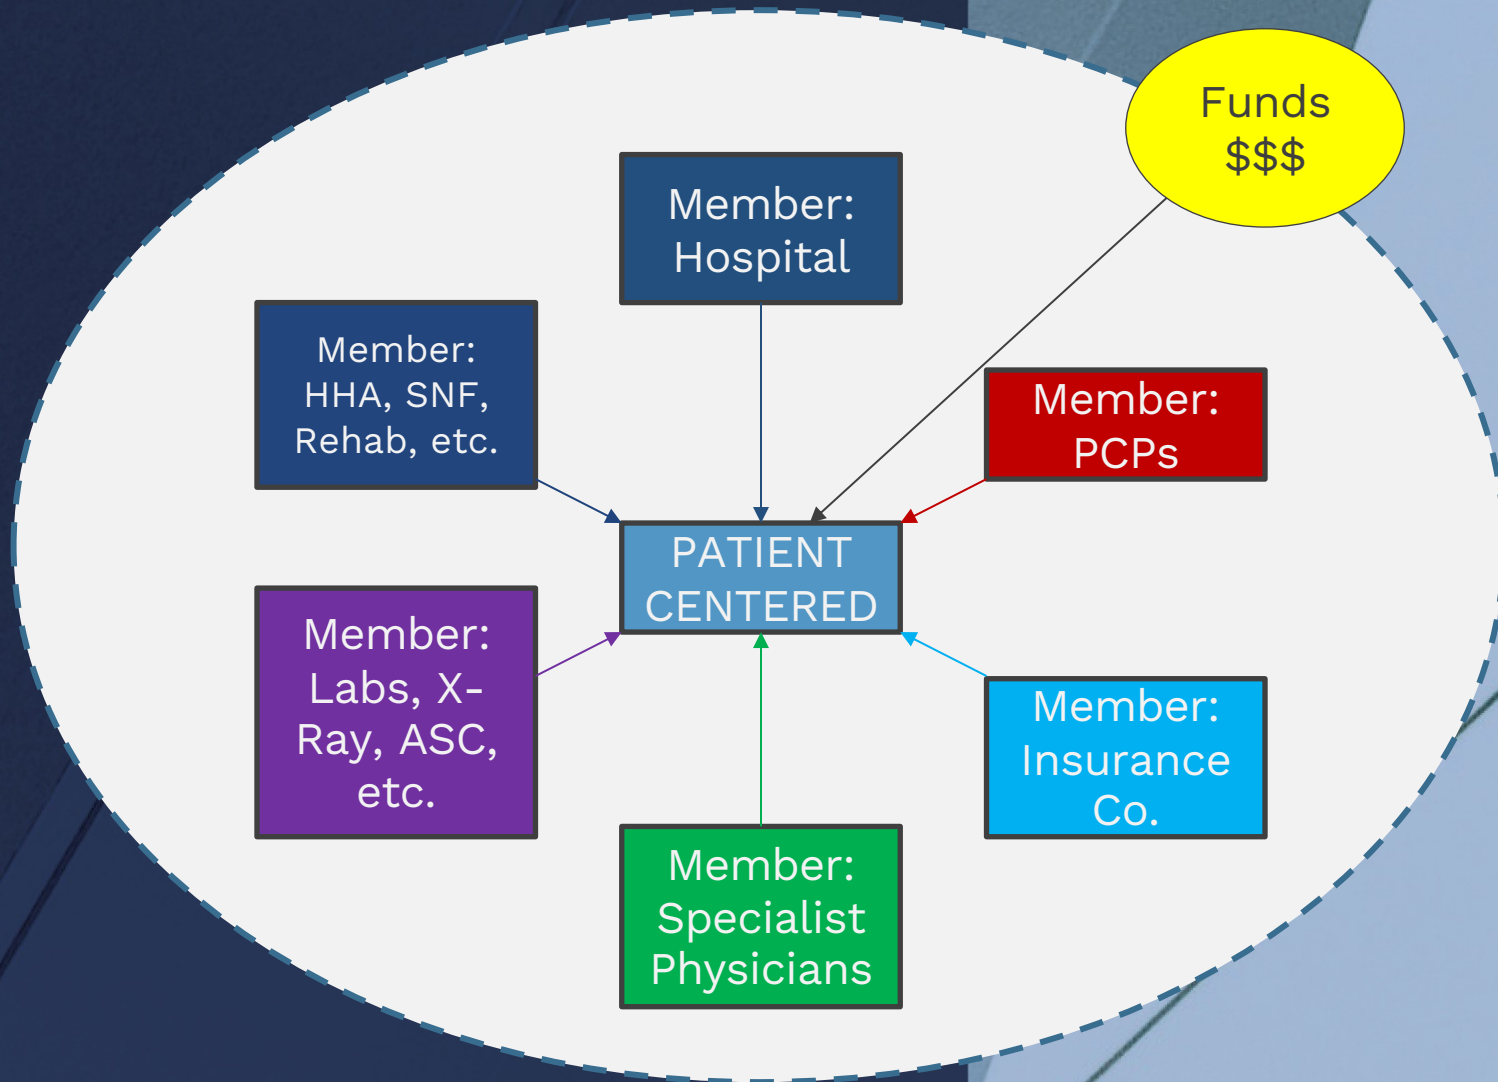 Funds
$$$
Member:
Hospital
Member:
HHA, SNF,
Rehab, etc.
Member:
PCPs
PATIENT
CENTERED
Member:
Labs, X-
Ray, ASC,
etc.
Member:
Insurance
Co.
Member:
Specialist
Physicians